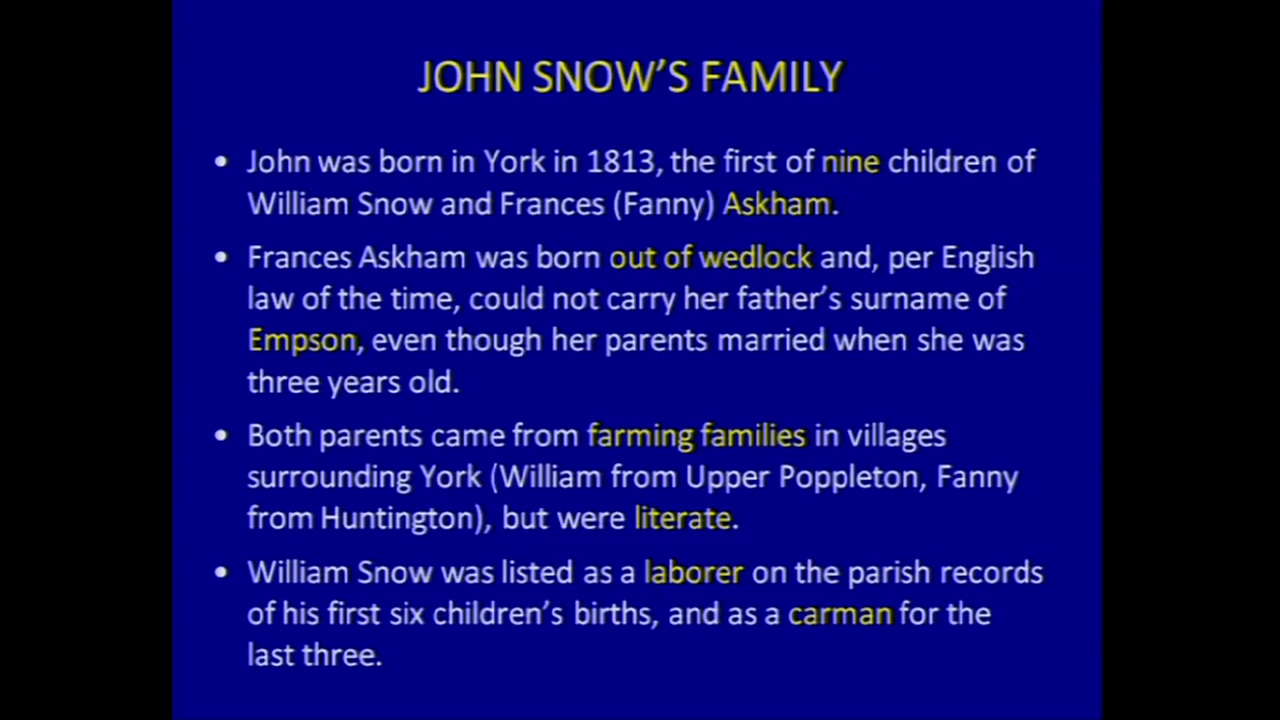 JOHN SNOW’S FAMILY
• John was born in York in 1813, the first of nine children of
William Snow and Frances (Fanny) Askham.
• Frances Askham was born out of wedlock and, per English
law of the time, could not carry her father’s surname of
Empson, even though her parents married when she was
three years old.
• Both parents came from farming families in villages
surrounding York (William from Upper Poppleton, Fanny
from Huntington), but were literate.
• William Snow was listed as a laborer on the parish records
of his first six children’s births, and as a carman for the
last three.